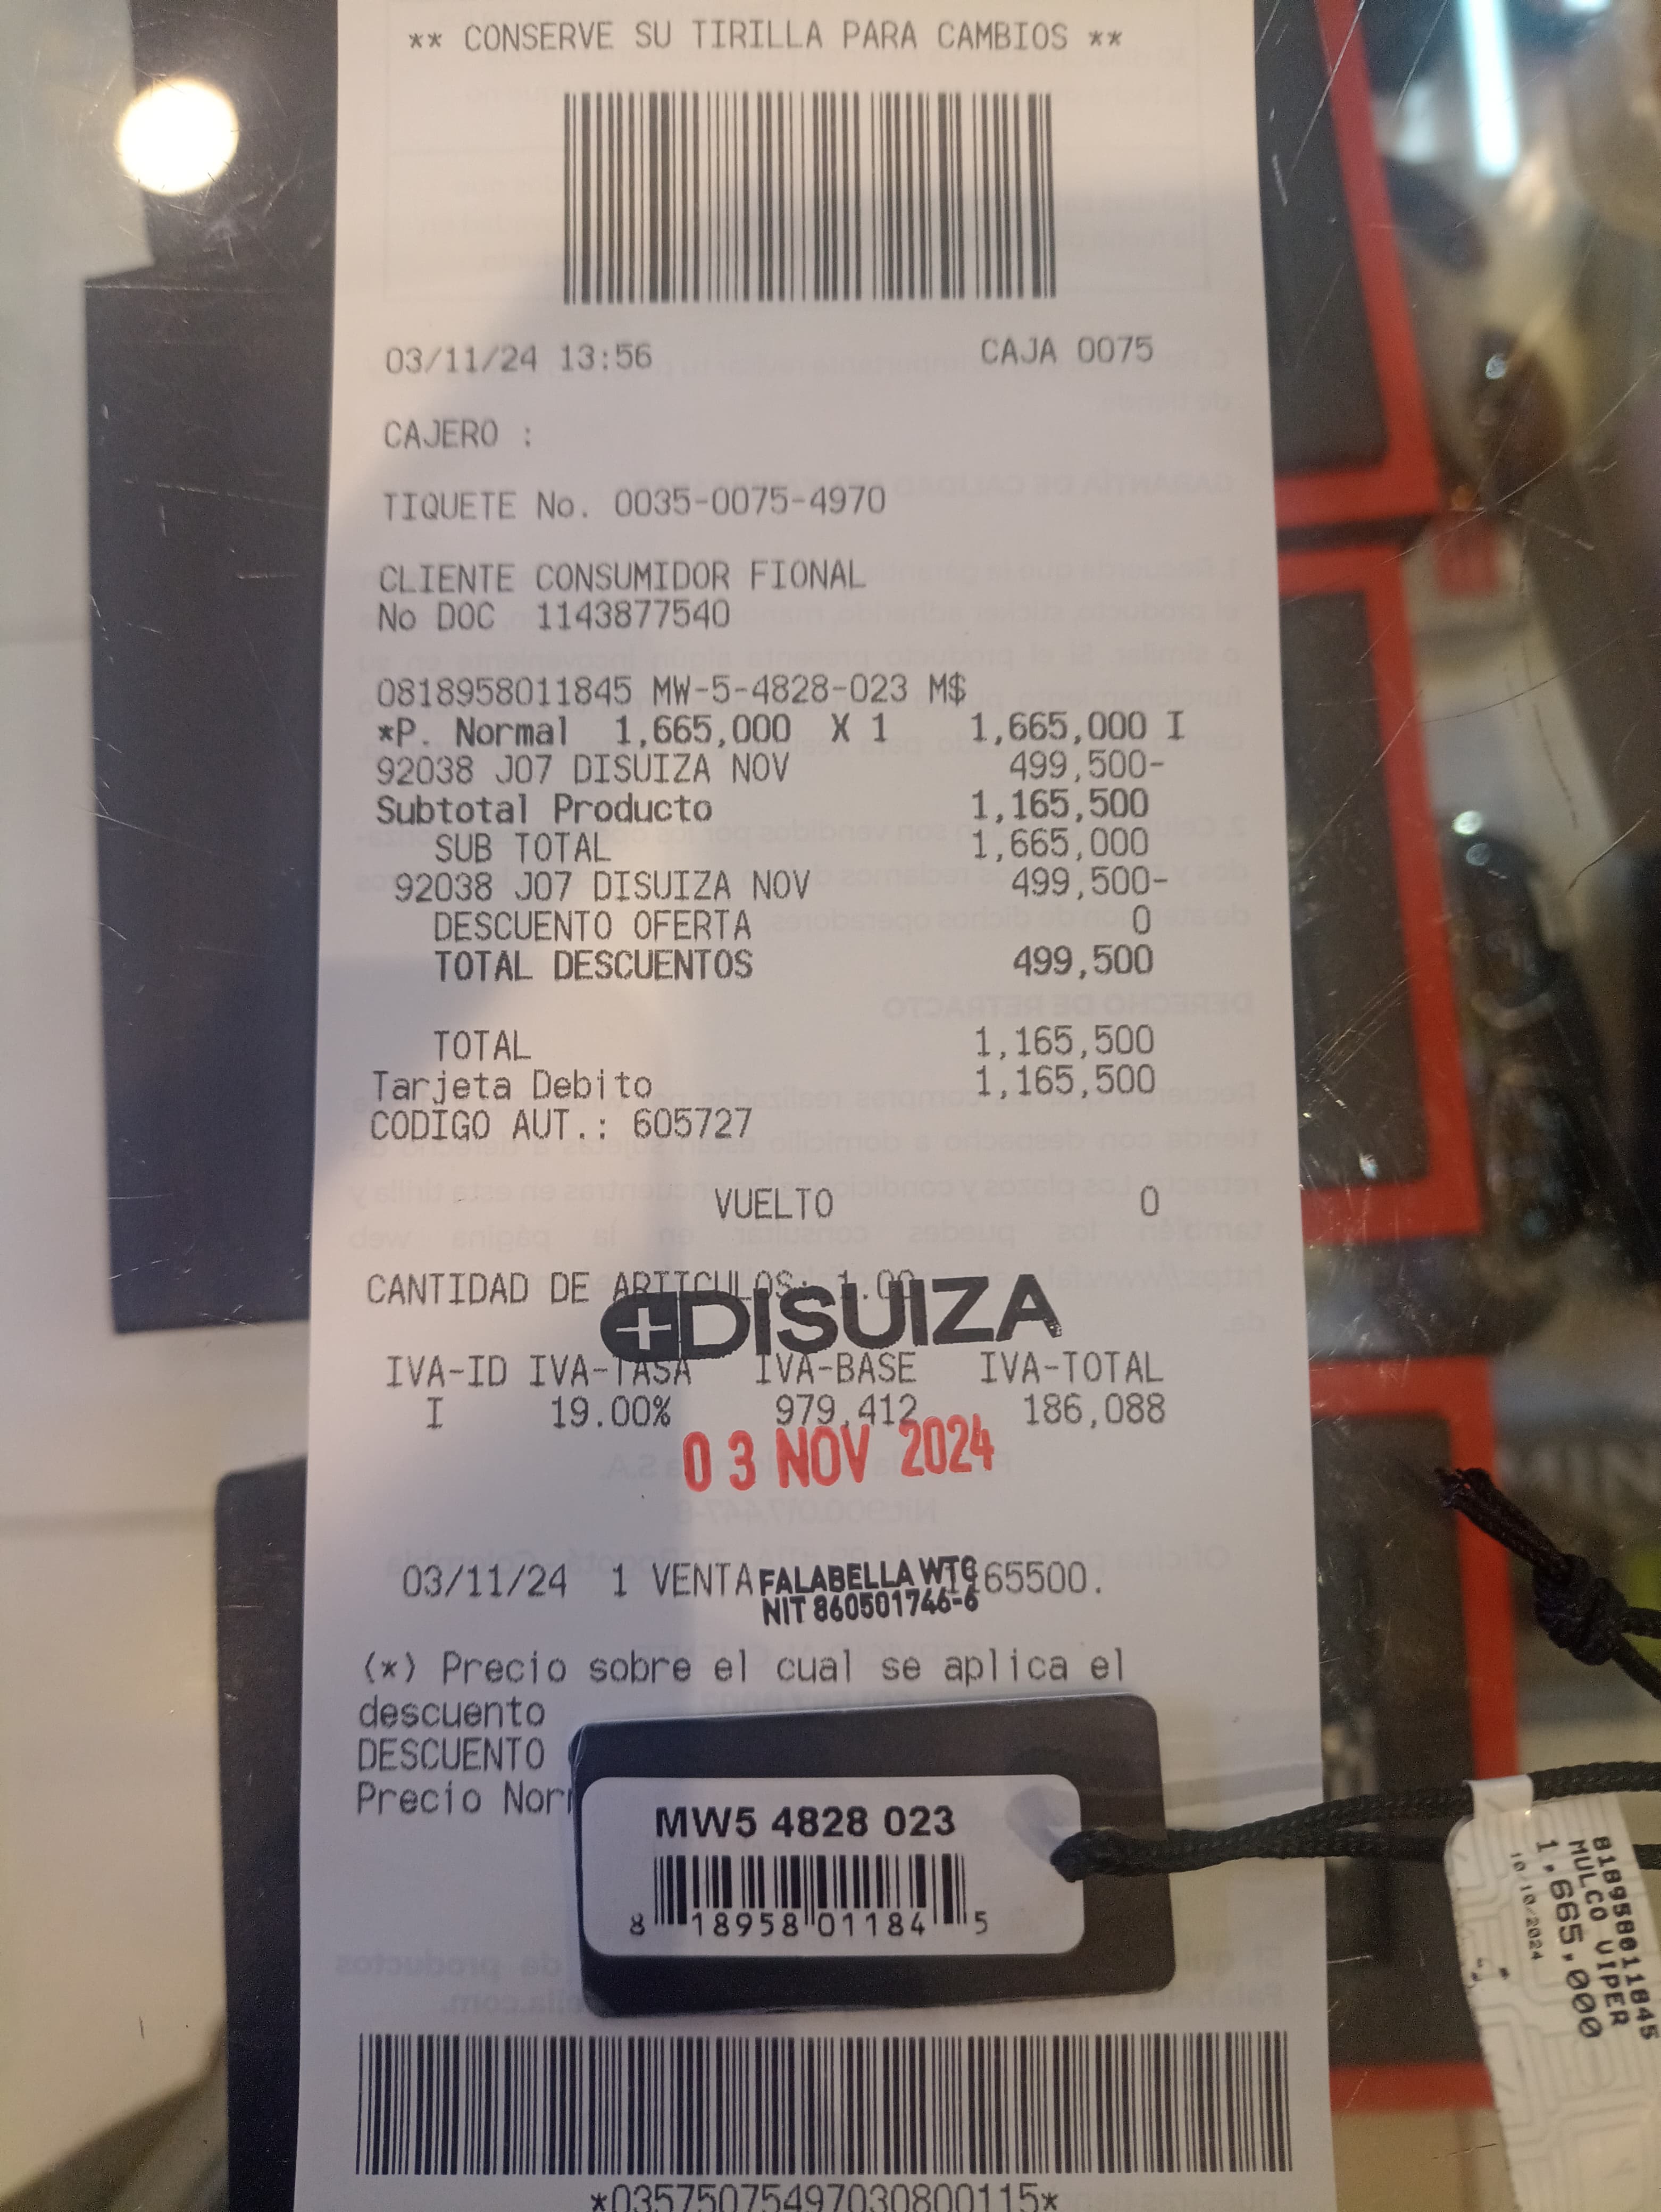 ** CONSERVE SU TIRILLA PARA CAMBIOS **
03/11/24 13:56 CAJA 0075
CAJERO :
TIQUETE No. 0035-0075-4970
CLIENTE CONSUMIDOR FIONAL
No DOC 1143877540
0818958011845 MW-5-4828-023 M$
*P. Normal 1,665,000 X 1 1,665,000 I
92038 J07 DISUIZA NOV 499,500-
Subtotal Producto 1,165,500
SUB TOTAL 1,665,000
92038 J07 DISUIZA NOV 499,500-
DESCUENTO OFERTA 0
TOTAL DESCUENTOS 499,500
TOTAL 1,165,500
Tarjeta Debito 1,165,500
CODIGO AUT.: 605727
VUELTO 0
CANTIDAD DE ARTICULOS: 1.00
DISUIZA
IVA-ID IVA-TASA IVA-BASE IVA-TOTAL
I 19.00% 979,412 186,088
03 NOV 2024
03/11/24 1 VENTA 65500.
FALABELLA WTC
NIT 860501746-6
(*) Precio sobre el cual se aplica el
descuento
DESCUENTO
Precio
MW5 4828 023
8 18958 01184 5
818958011845
MULCO VIPER
1,665,000
10/10/2024
*03575075497030800115*